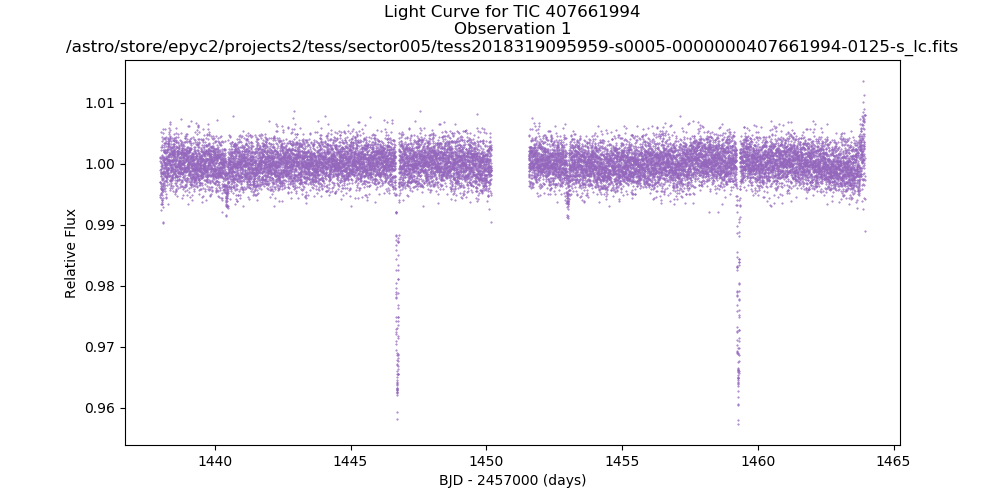 Light Curve for TIC 407661994
Observation 1
/astro/store/epyc2/projects2/tess/sector005/tess2018319095959-s0005-0000000407661994-0125-s_lc.fits
1.01
1.00
0.99
0.98
0.97
0.96
Relative Flux
1440
1445
1450
1455
1460
1465
BJD - 2457000 (days)